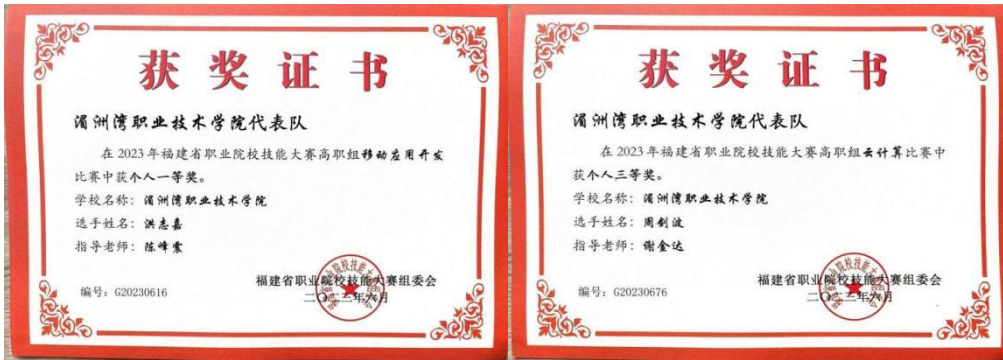 获奖证书
湄洲湾职业技术学院代表队
在2023年福建省职业院校技能大赛高职组移动应用开发
比赛中获个人一等奖。
学校名称：湄洲湾职业技术学院
选手姓名：洪志嘉
指导老师：陈峰震
福建省职业院校技能大赛组委会
编号：G20230616
二〇二三年六月
获奖证书
湄洲湾职业技术学院代表队
在2023年福建省职业院校技能大赛高职组云计算比赛中
获个人三等奖。
学校名称：湄洲湾职业技术学院
选手姓名：周剑波
指导老师：谢金达
福建省职业院校技能大赛组委会
编号：G20230676
二〇二三年六月